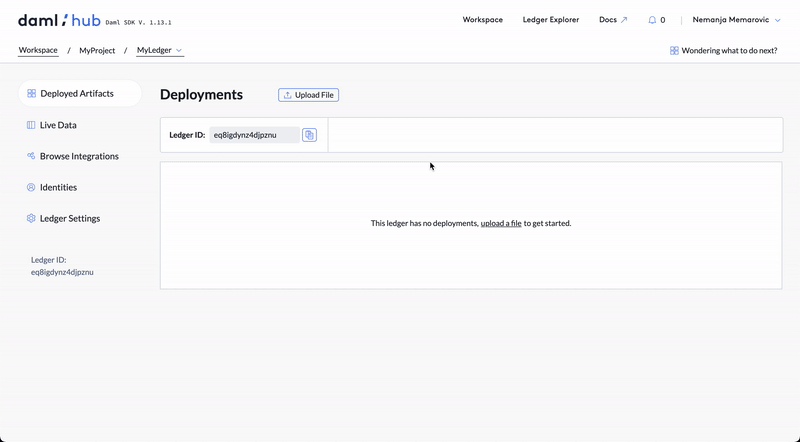 daml hub Daml SDK V. 1.13.1 Workspace Ledger Explorer Docs 0 Nemanja Memarovic
Workspace / MyProject / MyLedger Wondering what to do next?
Deployed Artifacts
Deployments Upload File
Live Data
Ledger ID: eq8igdynz4djpznu
Browse Integrations
Identities
Ledger Settings
This ledger has no deployments, upload a file to get started.
Ledger ID:
eq8igdynz4djpznu